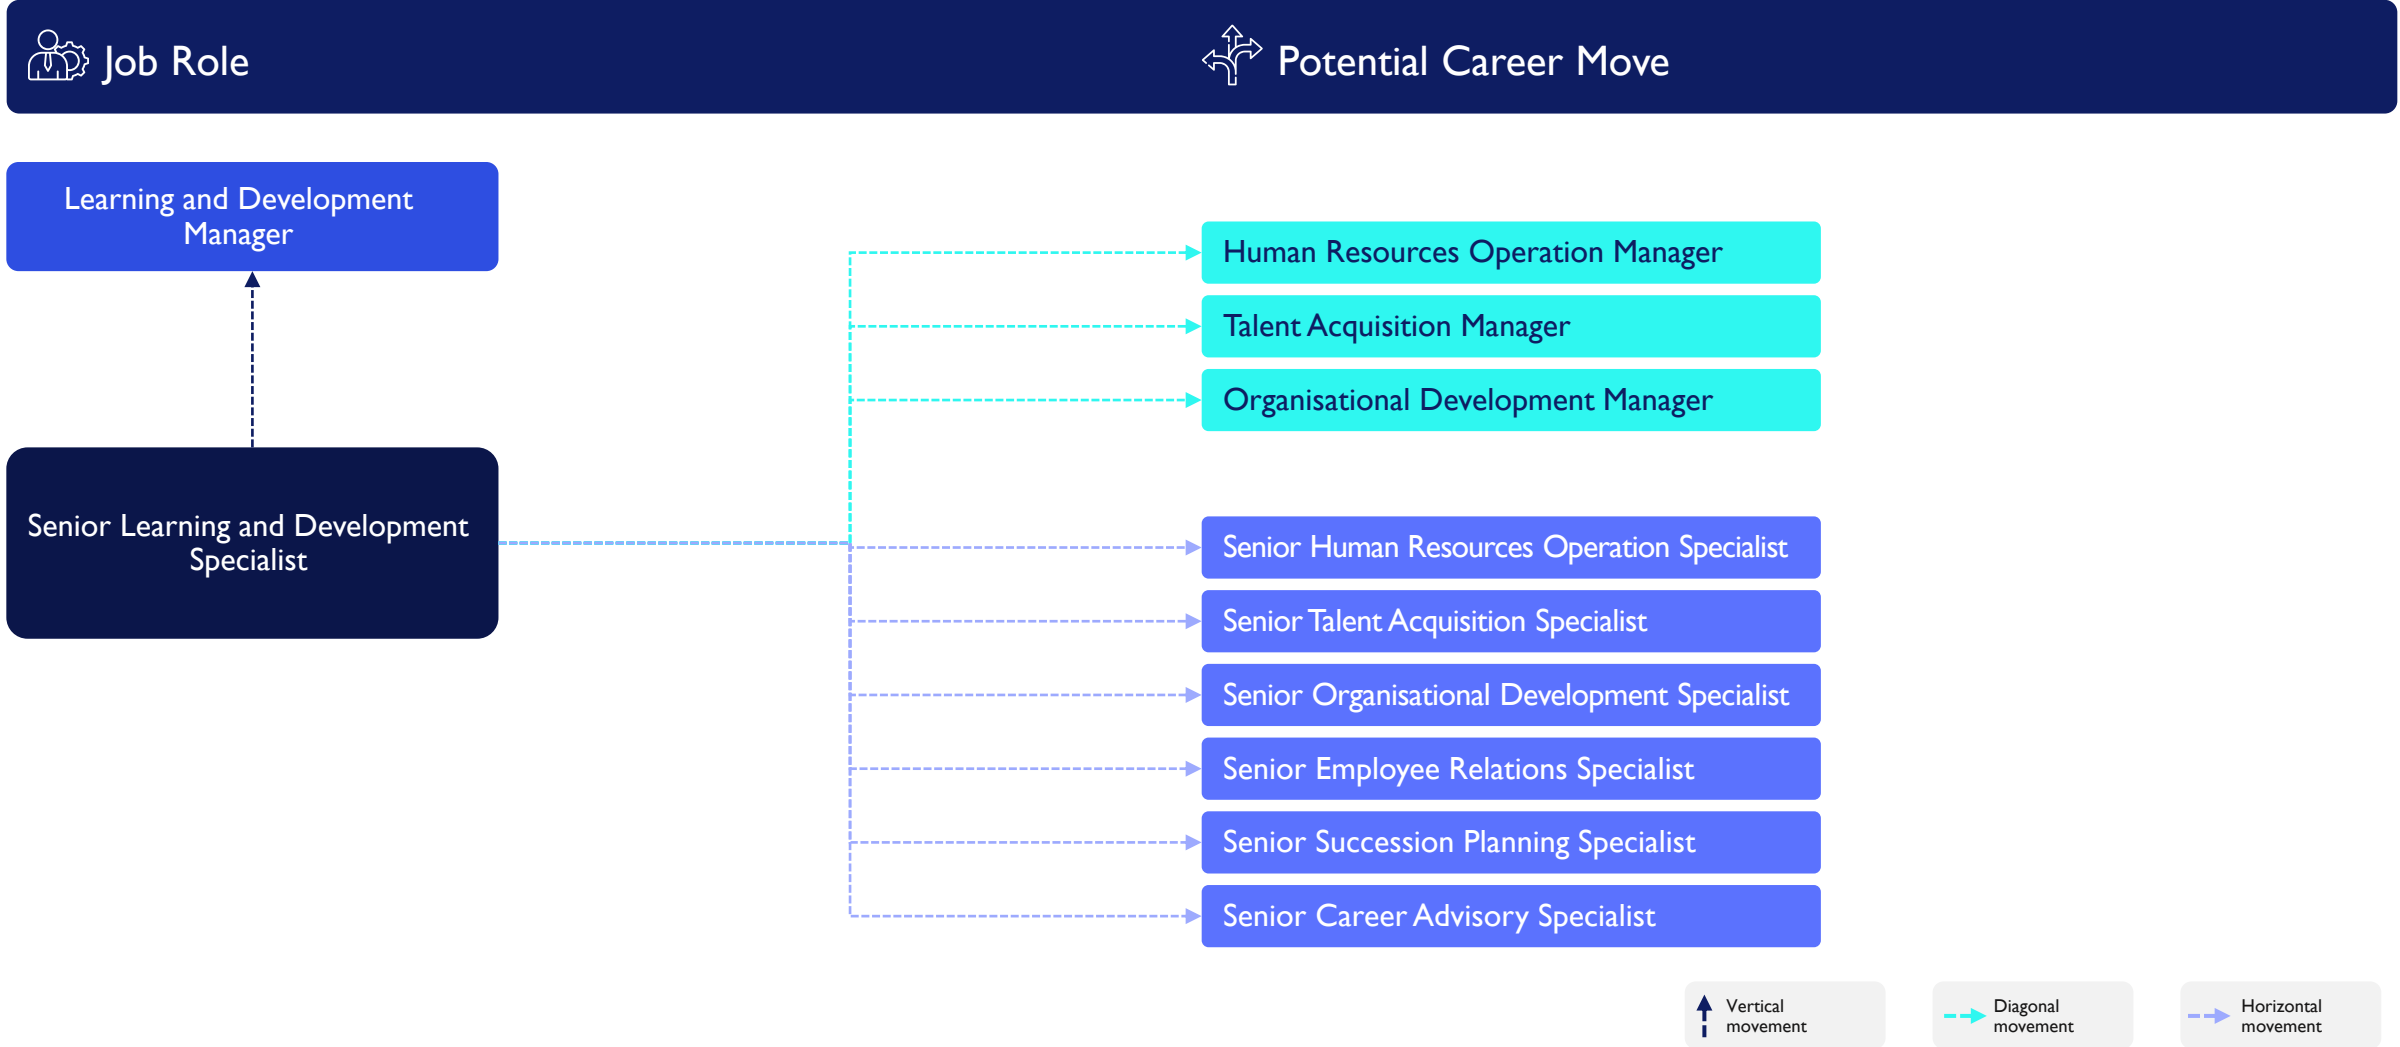 Job Role
Potential Career Move
Learning and Development
Manager
Human Resources Operation Manager
Talent Acquisition Manager
Organisational Development Manager
Senior Learning and Development
Specialist
Senior Human Resources Operation Specialist
Senior Talent Acquisition Specialist
Senior Organisational Development Specialist
Senior Employee Relations Specialist
Senior Succession Planning Specialist
Senior Career Advisory Specialist
Vertical
movement
Diagonal
movement
Horizontal
movement